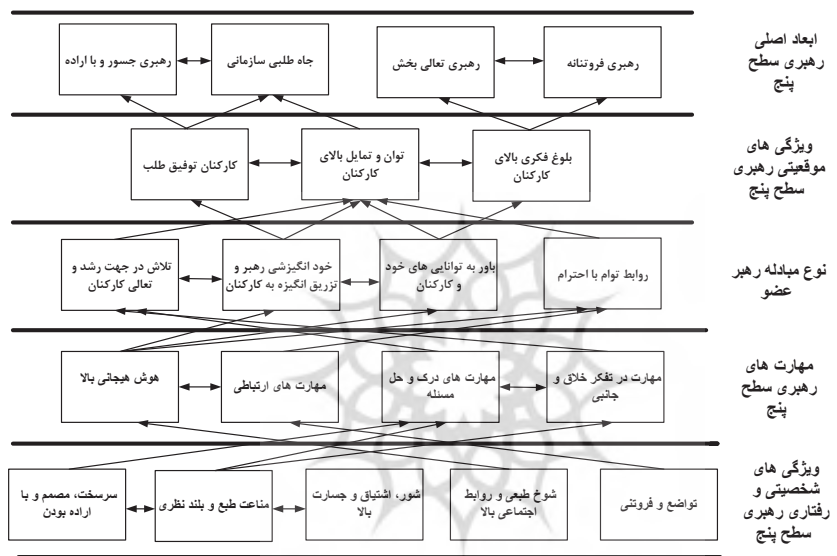 ابعاد اصلی
رهبری سطح
پنج
رهبری فروتنانه
رهبری تعالی بخش
جاه طلبی سازمانی
رهبری جسور و با اراده
ویژگی های
موقعیتی رهبری
سطح پنج
بلوغ فکری بالای
کارکنان
توان و تمایل بالای
کارکنان
کارکنان توفیق طلب
نوع مبادله رهبر
عضو
روابط توام با احترام
باور به توانایی های خود
و کارکنان
خود انگیزشی رهبر و
تزریق انگیزه به کارکنان
تلاش در جهت رشد و
تعالی کارکنان
مهارت های
رهبری سطح
پنج
مهارت در تفکر خلاق و
جانبی
مهارت های درک و حل
مسئله
مهارت های ارتباطی
هوش هیجانی بالا
ویژگی های
شخصیتی و
رفتاری رهبری
سطح پنج
تواضع و فروتنی
شوخ طبعی و روابط
اجتماعی بالا
شور، اشتیاق و جسارت
بالا
مناعت طبع و بلند نظری
سرسخت، مصمم و با
اراده بودن